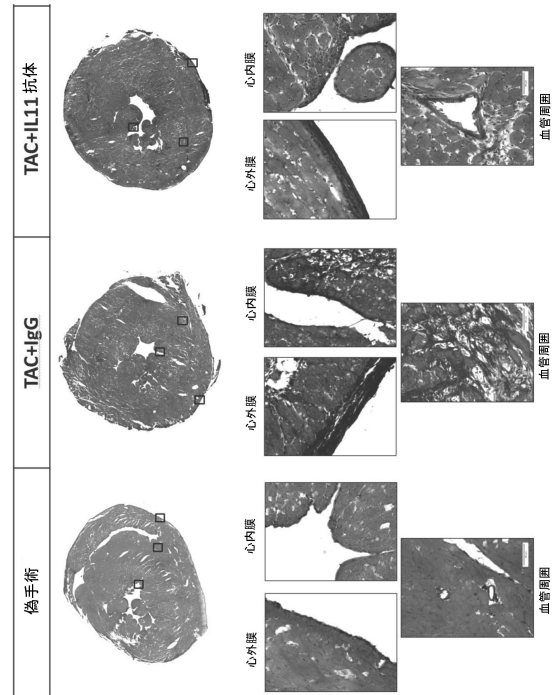 偽手術
TAC+IgG
TAC+IL11 抗体
心内膜
心内膜
心内膜
心外膜
心外膜
心外膜
血管周囲
血管周囲
血管周囲